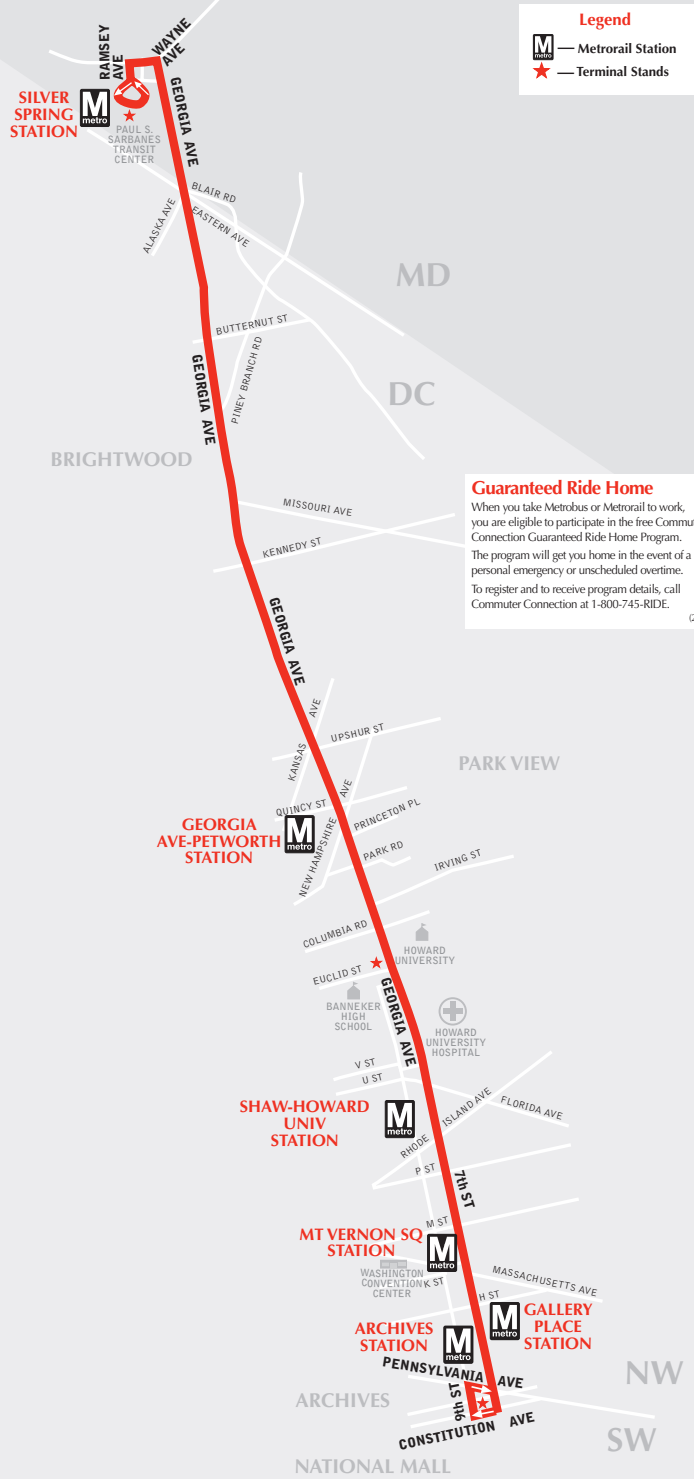 Legend
M metro — Metrorail Station
★ — Terminal Stands
RAMSEY
AVE
WAYNE
AVE
SILVER
SPRING
STATION
M
metro
PAUL S.
SARBANES
TRANSIT
CENTER
GEORGIA AVE
BLAIR RD
EASTERN AVE
ALASKA AVE
MD
BUTTERNUT ST
DC
GEORGIA AVE
PINEY BRANCH RD
BRIGHTWOOD
Guaranteed Ride Home
When you take Metrobus or Metrorail to work,
you are eligible to participate in the free Commut
Connection Guaranteed Ride Home Program.
The program will get you home in the event of a
personal emergency or unscheduled overtime.
To register and to receive program details, call
Commuter Connection at 1-800-745-RIDE.
(2
MISSOURI AVE
KENNEDY ST
GEORGIA AVE
KANSAS AVE
UPSHUR ST
PARK VIEW
QUINCY ST
NEW HAMPSHIRE AVE
PRINCETON PL
GEORGIA
AVE-PETWORTH
STATION
M
metro
PARK RD
IRVING ST
COLUMBIA RD
HOWARD
UNIVERSITY
EUCLID ST
BANNEKER
HIGH
SCHOOL
GEORGIA AVE
HOWARD
UNIVERSITY
HOSPITAL
V ST
U ST
SHAW-HOWARD
UNIV
STATION
M
metro
RHODE ISLAND AVE
FLORIDA AVE
P ST
7th ST
M ST
MT VERNON SQ
STATION
M
metro
WASHINGTON
CONVENTION
CENTER
K ST
MASSACHUSETTS AVE
H ST
GALLERY
PLACE
STATION
M
metro
ARCHIVES
STATION
M
metro
PENNSYLVANIA AVE
9th ST
NW
ARCHIVES
CONSTITUTION AVE
SW
NATIONAL MALL